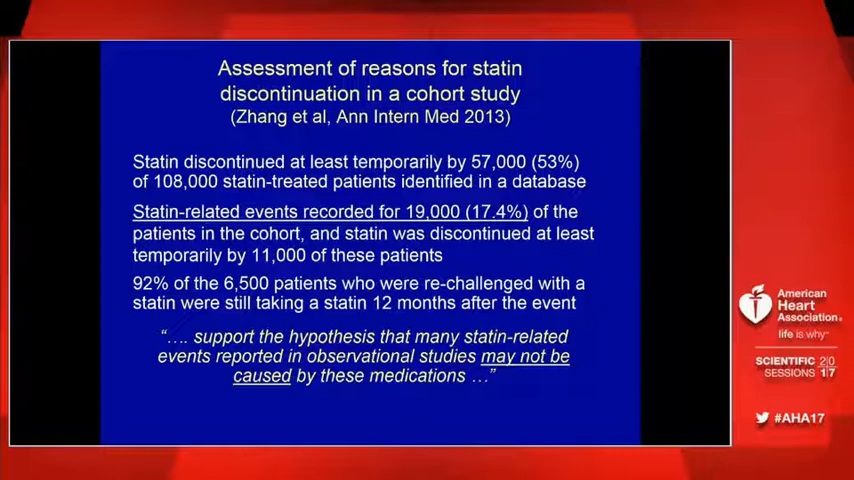 Assessment of reasons for statin
discontinuation in a cohort study
(Zhang et al, Ann Intern Med 2013)
Statin discontinued at least temporarily by 57,000 (53%)
of 108,000 statin-treated patients identified in a database
Statin-related events recorded for 19,000 (17.4%) of the
patients in the cohort, and statin was discontinued at least
temporarily by 11,000 of these patients
92% of the 6,500 patients who were re-challenged with a
statin were still taking a statin 12 months after the event
“…. support the hypothesis that many statin-related
events reported in observational studies may not be
caused by these medications …”
American
Heart
Association®
life is why™
SCIENTIFIC 20
SESSIONS 17
#AHA17